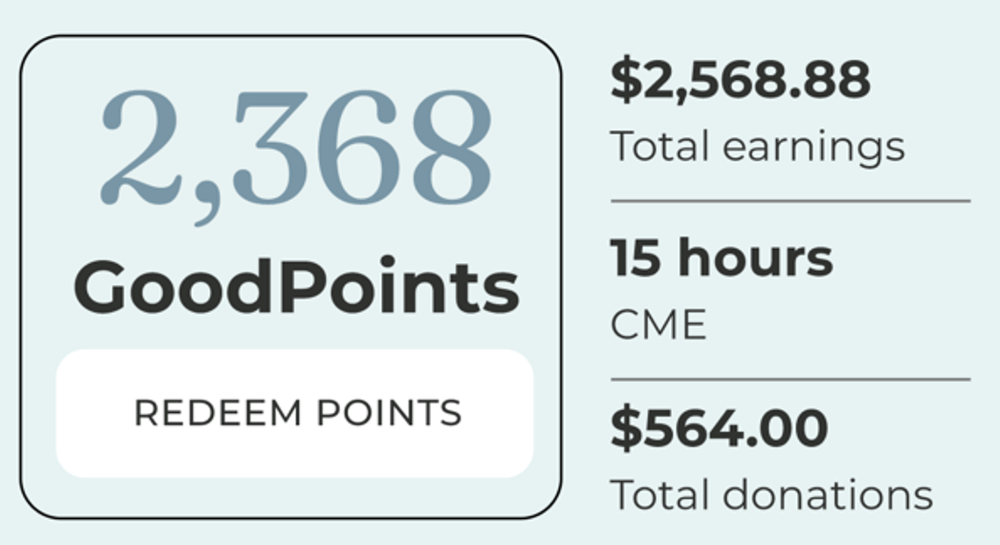 2,368
GoodPoints
REDEEM POINTS
$2,568.88
Total earnings
15 hours
CME
$564.00
Total donations